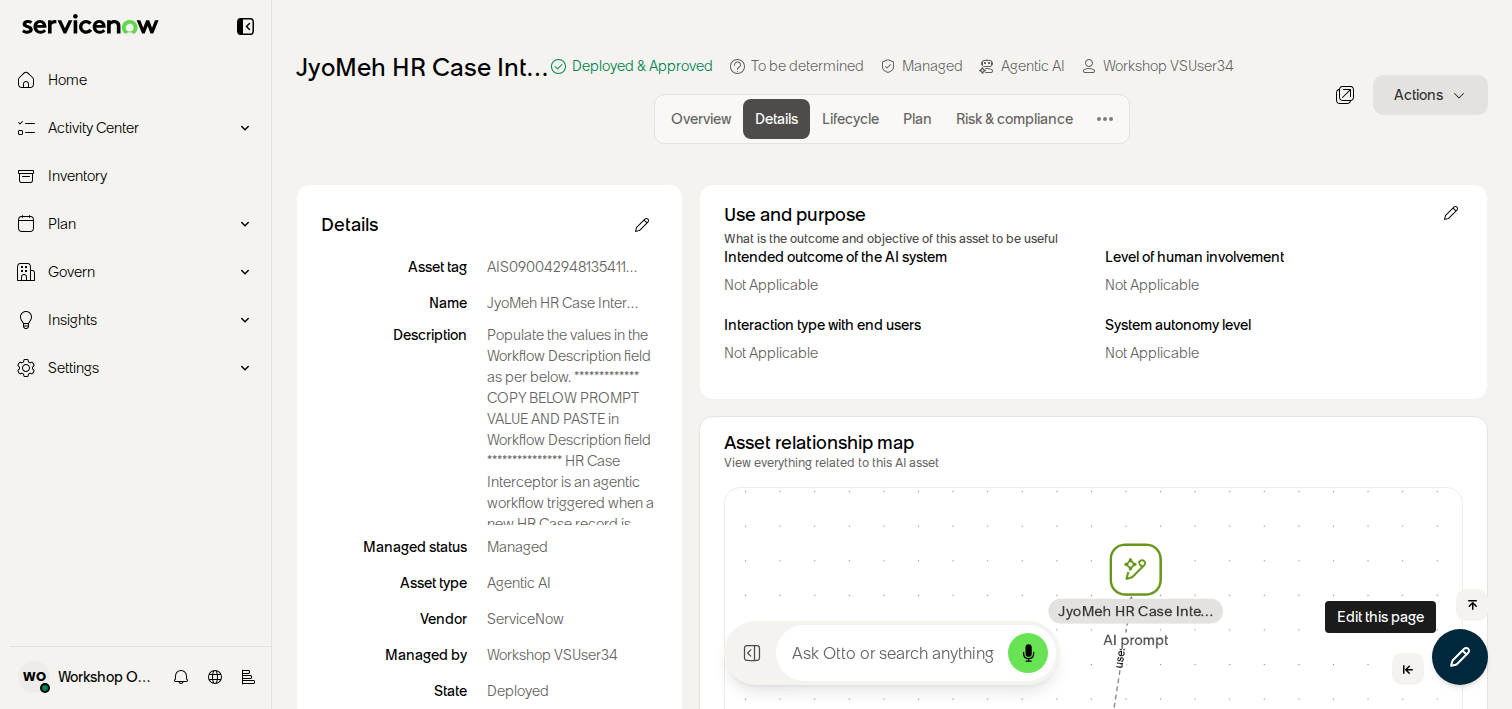 servicenow
Home
Activity Center
Inventory
Plan
Govern
Insights
Settings
WO Workshop O...
JyoMeh HR Case Int...
Deployed & Approved
To be determined
Managed
Agentic AI
Workshop VSUser34
Actions
Overview Details Lifecycle Plan Risk & compliance
Details
Asset tag AIS090042948135411...
Name JyoMeh HR Case Inter...
Description Populate the values in the
Workflow Description field
as per below. *************
COPY BELOW PROMPT
VALUE AND PASTE in
Workflow Description field
*************** HR Case
Interceptor is an agentic
workflow triggered when a
new HR Case record is
Managed status Managed
Asset type Agentic AI
Vendor ServiceNow
Managed by Workshop VSUser34
State Deployed
Use and purpose
What is the outcome and objective of this asset to be useful
Intended outcome of the AI system
Not Applicable
Level of human involvement
Not Applicable
Interaction type with end users
Not Applicable
System autonomy level
Not Applicable
Asset relationship map
View everything related to this AI asset
JyoMeh HR Case Inte...
AI prompt
use
Edit this page
Ask Otto or search anything